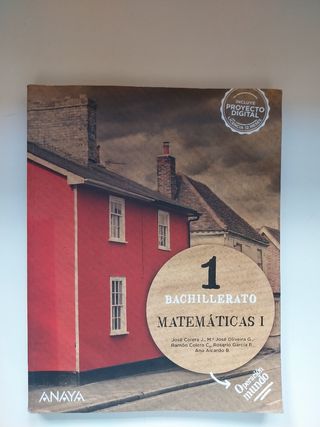 INCLUYE
PROYECTO
DIGITAL
1
BACHILLERATO
MATEMÁTICAS I
José Colera J., M.ª José Oliveira G.,
Ramón Colera C., Rosario García P.,
Ana Aicardo B.
Operación
mundo
ANAYA